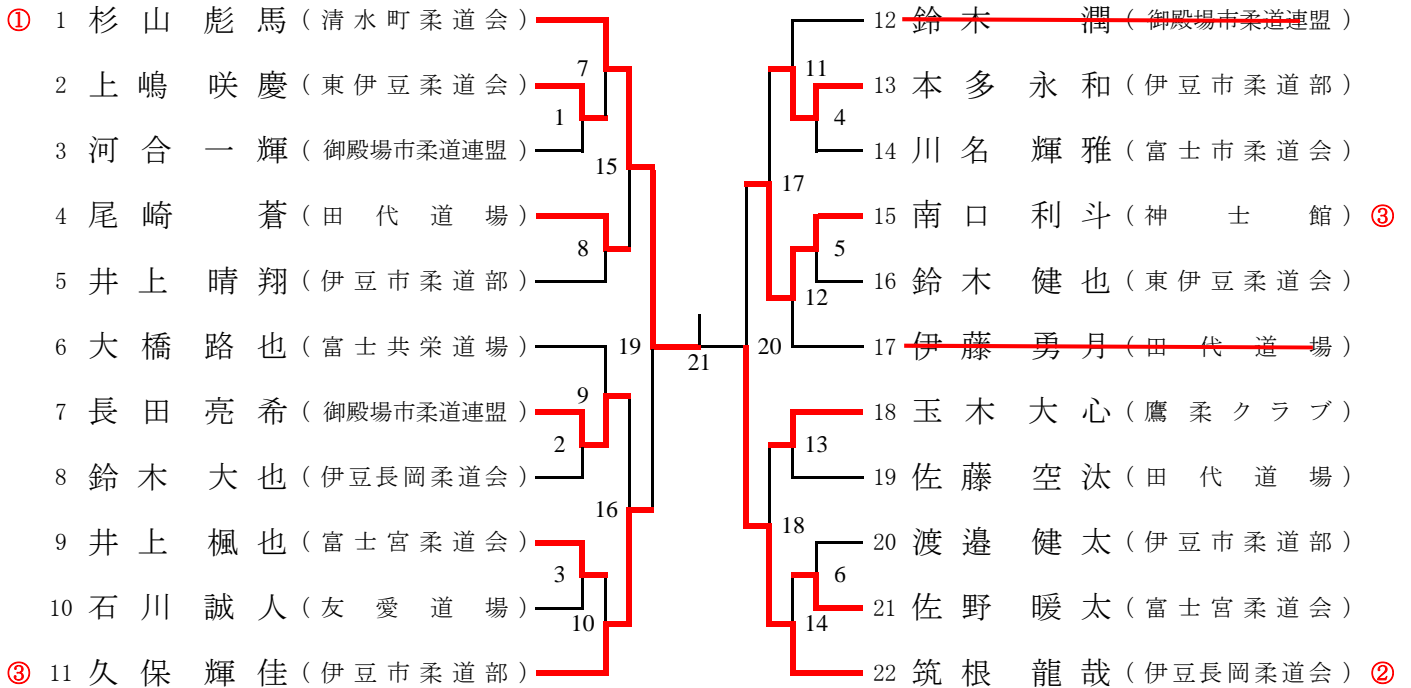 ① 1 杉山 彪馬 (清水町柔道会)
2 上嶋 咲慶 (東伊豆柔道会)
3 河合 一輝 (御殿場市柔道連盟)
4 尾崎 蒼 (田代道場)
5 井上 晴翔 (伊豆市柔道部)
6 大橋 路也 (富士共栄道場)
7 長田 亮希 (御殿場市柔道連盟)
8 鈴木 大也 (伊豆長岡柔道会)
9 井上 楓也 (富士宮柔道会)
10 石川 誠人 (友愛道場)
③ 11 久保 輝佳 (伊豆市柔道部)
7
1
15
8
19
9
2
16
3
10
21
11
4
17
5
12
20
13
18
6
14
12 鈴木 潤 (御殿場市柔道連盟)
13 本多 永和 (伊豆市柔道部)
14 川名 輝雅 (富士市柔道会)
15 南口 利斗 (神士館) ③
16 鈴木 健也 (東伊豆柔道会)
17 伊藤 勇月 (田代道場)
18 玉木 大心 (鷹柔クラブ)
19 佐藤 空汰 (田代道場)
20 渡邉 健太 (伊豆市柔道部)
21 佐野 暖太 (富士宮柔道会)
22 筑根 龍哉 (伊豆長岡柔道会) ②